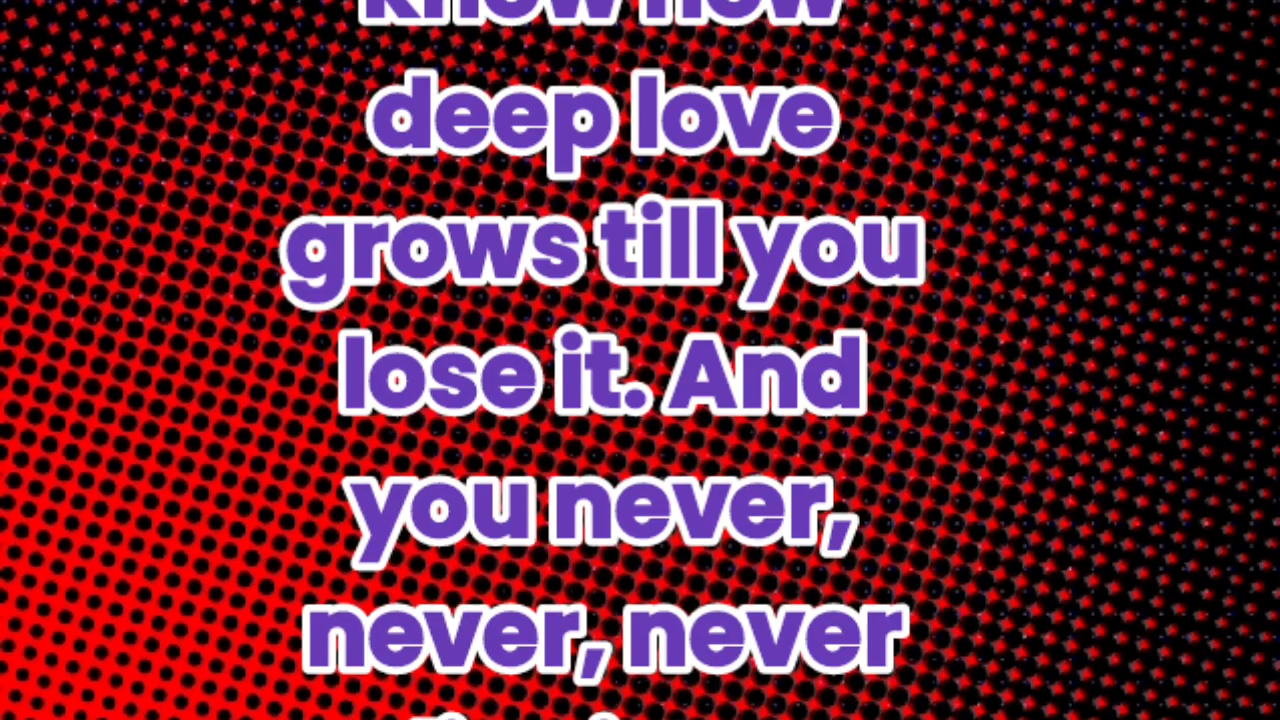 know how
deep love
grows till you
lose it. And
you never,
never, never